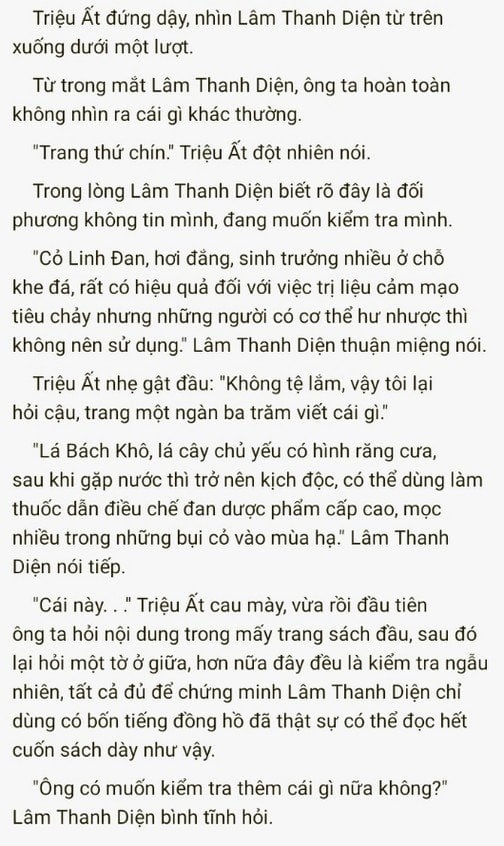 Triệu Ất đứng dậy, nhìn Lâm Thanh Diện từ trên
xuống dưới một lượt.
Từ trong mắt Lâm Thanh Diện, ông ta hoàn toàn
không nhìn ra cái gì khác thường.
"Trang thứ chín." Triệu Ất đột nhiên nói.
Trong lòng Lâm Thanh Diện biết rõ đây là đối
phương không tin mình, đang muốn kiểm tra mình.
"Cỏ Linh Đan, hơi đắng, sinh trưởng nhiều ở chỗ
khe đá, rất có hiệu quả đối với việc trị liệu cảm mạo
tiêu chảy nhưng những người có cơ thể hư nhược thì
không nên sử dụng." Lâm Thanh Diện thuận miệng nói.
Triệu Ất nhẹ gật đầu: "Không tệ lắm, vậy tôi lại
hỏi cậu, trang một ngàn ba trăm viết cái gì."
"Lá Bách Khô, lá cây chủ yếu có hình răng cưa,
sau khi gặp nước thì trở nên kịch độc, có thể dùng làm
thuốc dẫn điều chế đan dược phẩm cấp cao, mọc
nhiều trong những bụi cỏ vào mùa hạ." Lâm Thanh
Diện nói tiếp.
"Cái này. . ." Triệu Ất cau mày, vừa rồi đầu tiên
ông ta hỏi nội dung trong mấy trang sách đầu, sau đó
lại hỏi một tờ ở giữa, hơn nữa đây đều là kiểm tra ngẫu
nhiên, tất cả đủ để chứng minh Lâm Thanh Diện chỉ
dùng có bốn tiếng đồng hồ đã thật sự có thể đọc hết
cuốn sách dày như vậy.
"Ông có muốn kiểm tra thêm cái gì nữa không?"
Lâm Thanh Diện bình tĩnh hỏi.